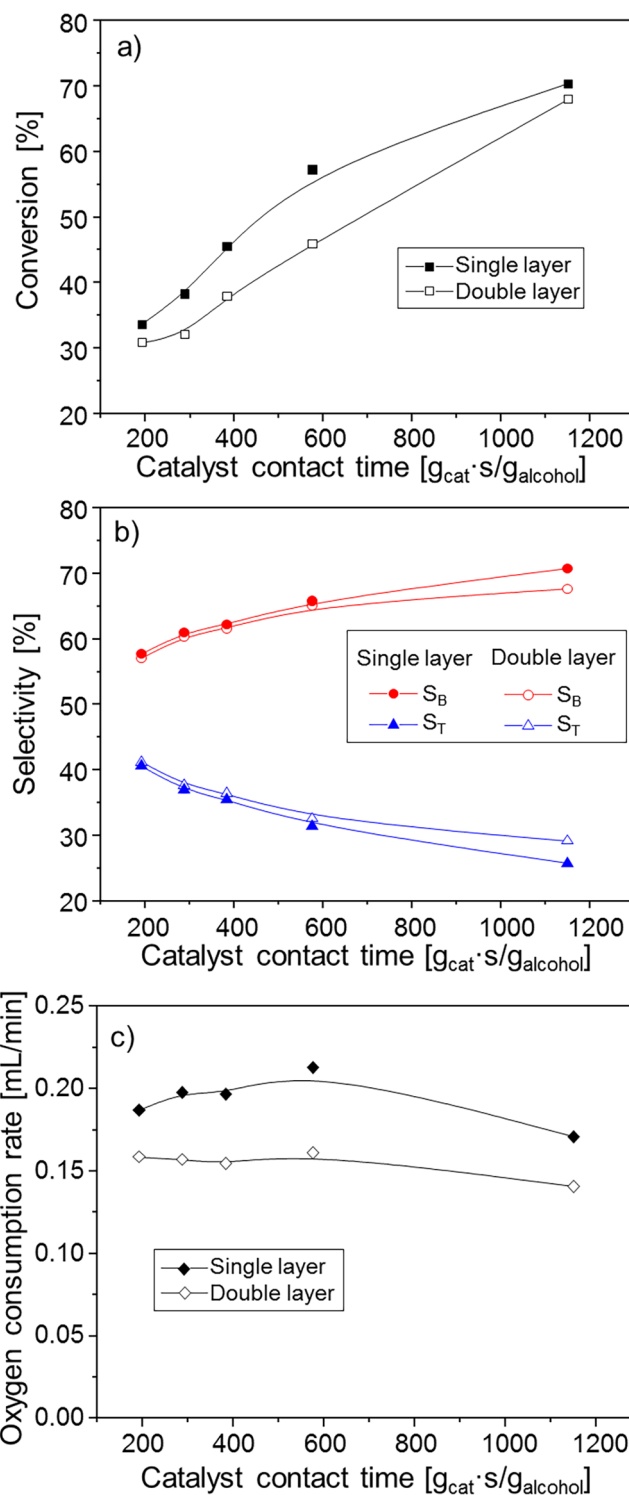 a)
Conversion [%]
80
70
60
50
40
30
20
Single layer
Double layer
200 400 600 800 1000 1200
Catalyst contact time [gcat·s/galcohol]
b)
Selectivity [%]
80
70
60
50
40
30
20
Single layer Double layer
SB SB
ST ST
200 400 600 800 1000 1200
Catalyst contact time [gcat·s/galcohol]
c)
Oxygen consumption rate [mL/min]
0.25
0.20
0.15
0.10
0.05
0.00
Single layer
Double layer
200 400 600 800 1000 1200
Catalyst contact time [gcat·s/galcohol]